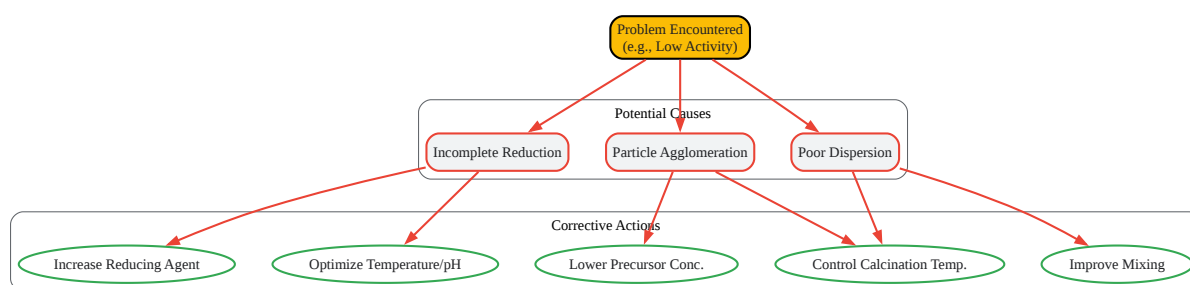 Problem Encountered
(e.g., Low Activity)
Potential Causes
Incomplete Reduction
Particle Agglomeration
Poor Dispersion
Corrective Actions
Increase Reducing Agent
Optimize Temperature/pH
Lower Precursor Conc.
Control Calcination Temp.
Improve Mixing